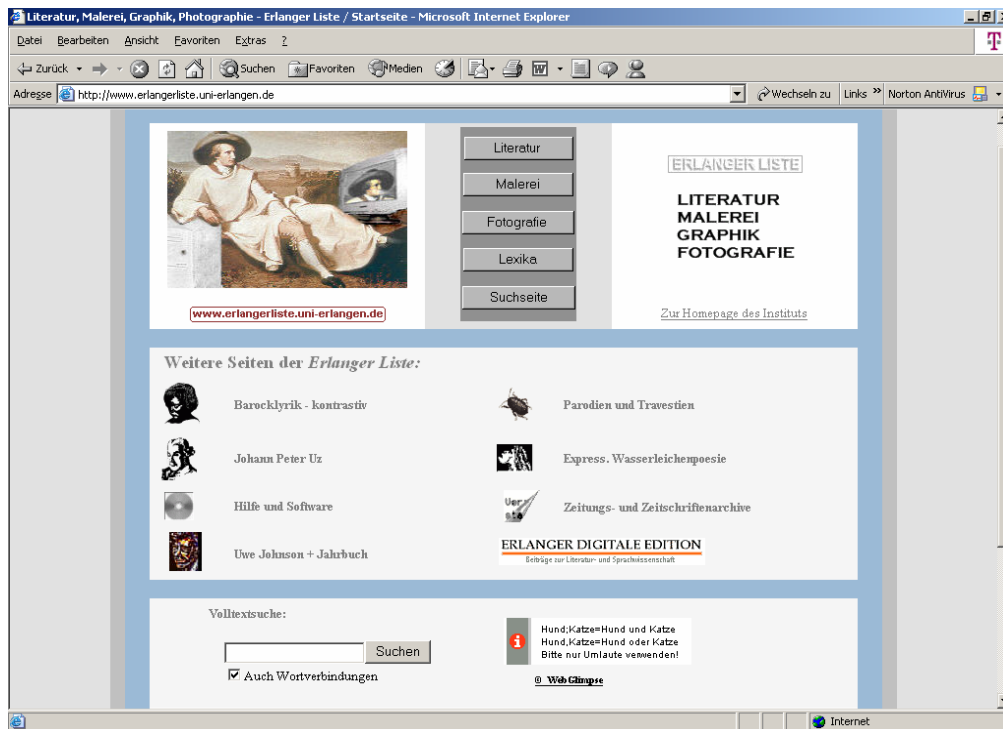 Literatur, Malerei, Graphik, Photographie - Erlanger Liste / Startseite - Microsoft Internet Explorer
Datei Bearbeiten Ansicht Favoriten Extras ?
Zurück Suchen Favoriten Medien
Adresse http://www.erlangerliste.uni-erlangen.de Wechseln zu Links » Norton AntiVirus
www.erlangerliste.uni-erlangen.de
Literatur
Malerei
Fotografie
Lexika
Suchseite
ERLANGER LISTE
LITERATUR
MALEREI
GRAPHIK
FOTOGRAFIE
Zur Homepage des Instituts
Weitere Seiten der Erlanger Liste:
Barocklyrik - kontrastiv
Parodien und Travestien
Johann Peter Uz
Express. Wasserleichenpoesie
Hilfe und Software
Zeitungs- und Zeitschriftenarchive
Uwe Johnson + Jahrbuch
ERLANGER DIGITALE EDITION
Beiträge zur Literatur- und Sprachwissenschaft
Volltextsuche:
Suchen
Auch Wortverbindungen
Hund;Katze=Hund und Katze
Hund,Katze=Hund oder Katze
Bitte nur Umlaute verwenden!
© WebGlimpse
Internet